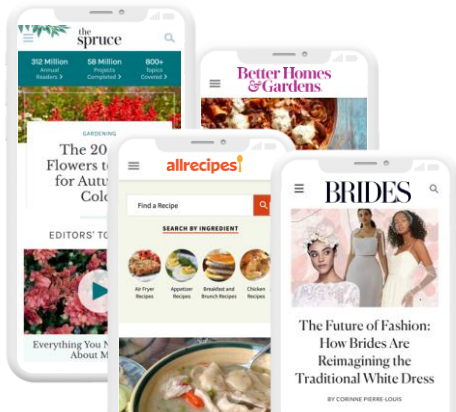 the
spruce
312 Million
Annual
Readers >
58 Million
Projects
Completed >
800+
Topics
Covered >
GARDENING
The 20
Flowers t
for Autu
Col
EDITORS' TO
Everything You N
About M
Better Homes
&Gardens.
allrecipes
Find a Recipe
SEARCH BY INGREDIENT
Air Fryer
Recipes
Appetizer
Recipes
Breakfast and
Brunch Recipes
Chicken
Recipes
BRIDES
The Future of Fashion:
How Brides Are
Reimagining the
Traditional White Dress
BY CORINNE PIERRE-LOUIS